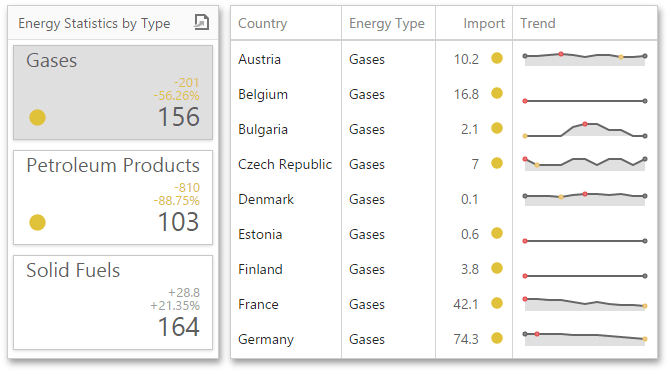 Energy Statistics by Type
Gases
-201
-56.26%
156
Petroleum Products
-810
-88.75%
103
Solid Fuels
+28.8
+21.35%
164
Country Energy Type Import Trend
Austria Gases 10.2
Belgium Gases 16.8
Bulgaria Gases 2.1
Czech Republic Gases 7
Denmark Gases 0.1
Estonia Gases 0.6
Finland Gases 3.8
France Gases 42.1
Germany Gases 74.3